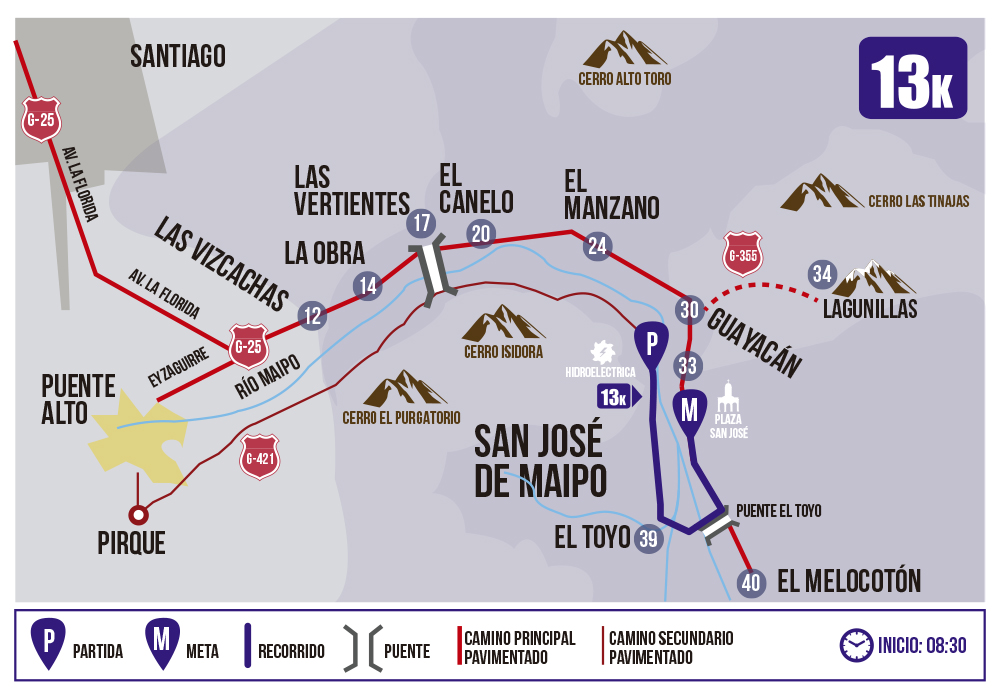 SANTIAGO
CERRO ALTO TORO
13K
G-25
AV. LA FLORIDA
LAS
VERTIENTES
EL
CANELO
EL
MANZANO
CERRO LAS TINAJAS
17
20
24
LAS VIZCACHAS
LA OBRA
G-355
34
LAGUNILLAS
AV. LA FLORIDA
14
12
30
GUAYACÁN
G-25
EYZAGUIRRE
RÍO MAIPO
CERRO ISIDORA
P
HIDROELECTRICA
33
13K
M
PLAZA
SAN JOSÉ
PUENTE
ALTO
CERRO EL PURGATORIO
SAN JOSÉ
DE MAIPO
G-421
PIRQUE
EL TOYO
39
PUENTE EL TOYO
40
EL MELOCOTÓN
P
PARTIDA
M
META
RECORRIDO
PUENTE
CAMINO PRINCIPAL
PAVIMENTADO
CAMINO SECUNDARIO
PAVIMENTADO
INICIO: 08:30